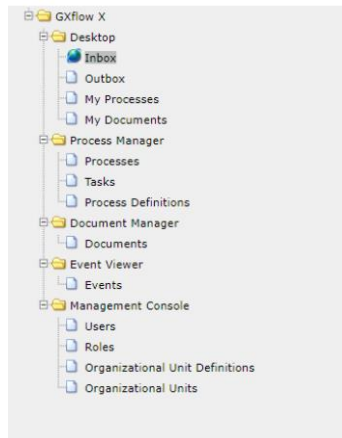 GXflow X
Desktop
Inbox
Outbox
My Processes
My Documents
Process Manager
Processes
Tasks
Process Definitions
Document Manager
Documents
Event Viewer
Events
Management Console
Users
Roles
Organizational Unit Definitions
Organizational Units